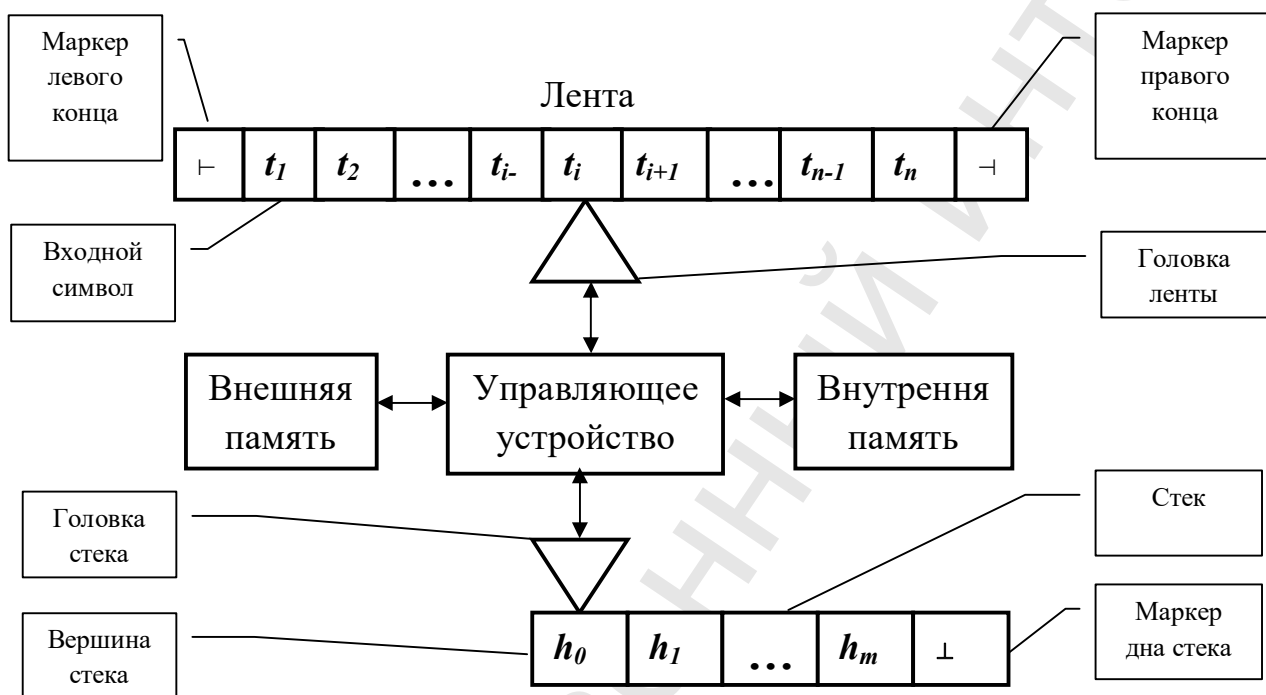 Маркер
левого
конца
Маркер
правого
конца
Лента
⊢ t1 t2 ... ti- ti ti+1 ... tn-1 tn ⊣
Входной
символ
Головка
ленты
Внешняя
память
Управляющее
устройство
Внутрення
память
Головка
стека
Стек
Вершина
стека
h0 h1 ... hm ⊥
Маркер
дна стека